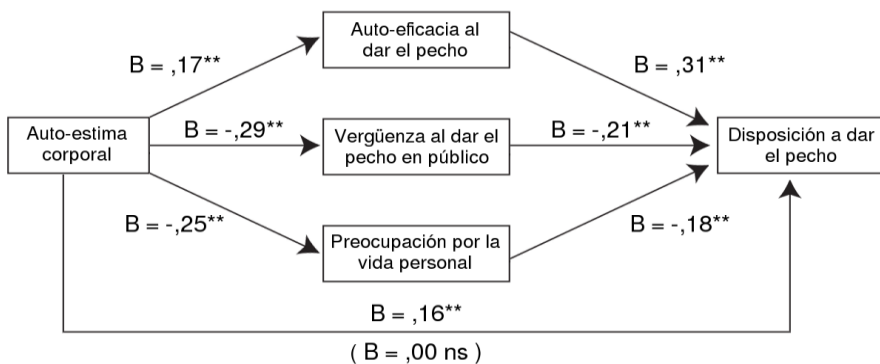 Auto-eficacia al
dar el pecho
B = ,17**
B = ,31**
Auto-estima
corporal
B = -,29**
Vergüenza al dar el
pecho en público
B = -,21**
Disposición a dar
el pecho
B = -,25**
Preocupación por la
vida personal
B = -,18**
B = ,16**
( B = ,00 ns )